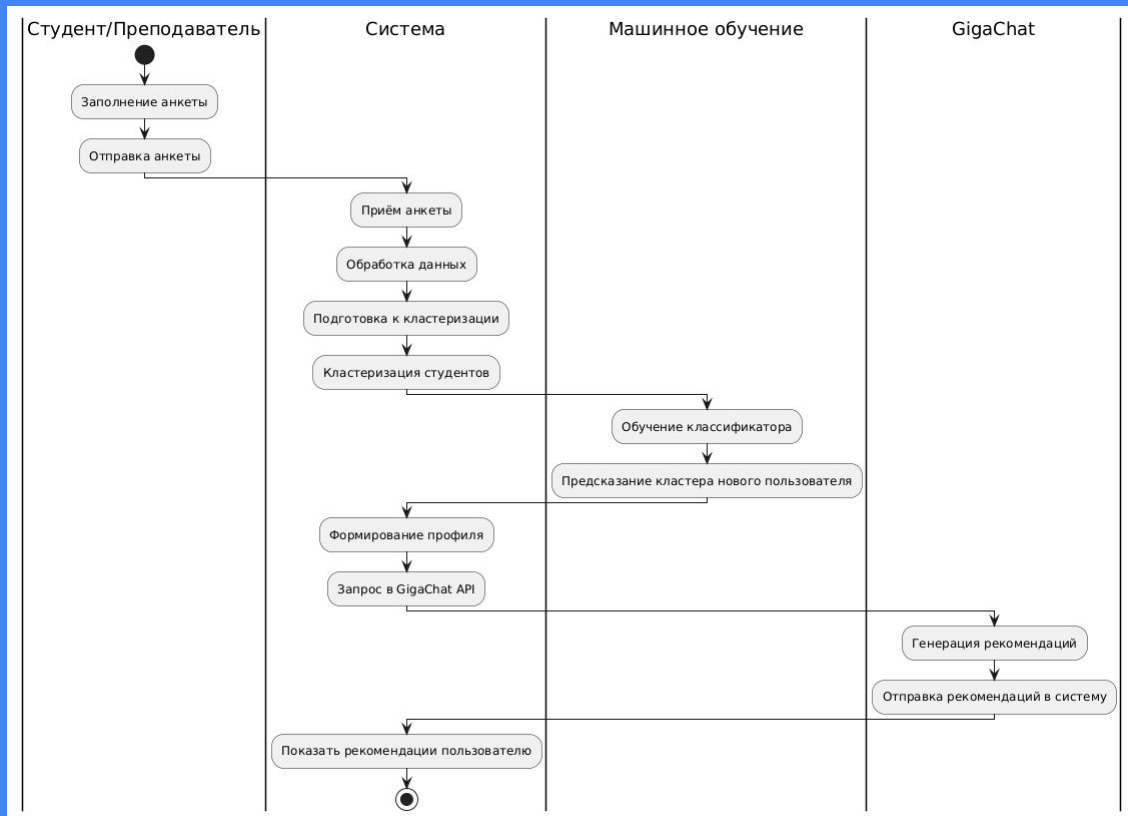 Студент/Преподаватель
Система
Машинное обучение
GigaChat
Заполнение анкеты
Отправка анкеты
Приём анкеты
Обработка данных
Подготовка к кластеризации
Кластеризация студентов
Обучение классификатора
Предсказание кластера нового пользователя
Формирование профиля
Запрос в GigaChat API
Генерация рекомендаций
Отправка рекомендаций в систему
Показать рекомендации пользователю